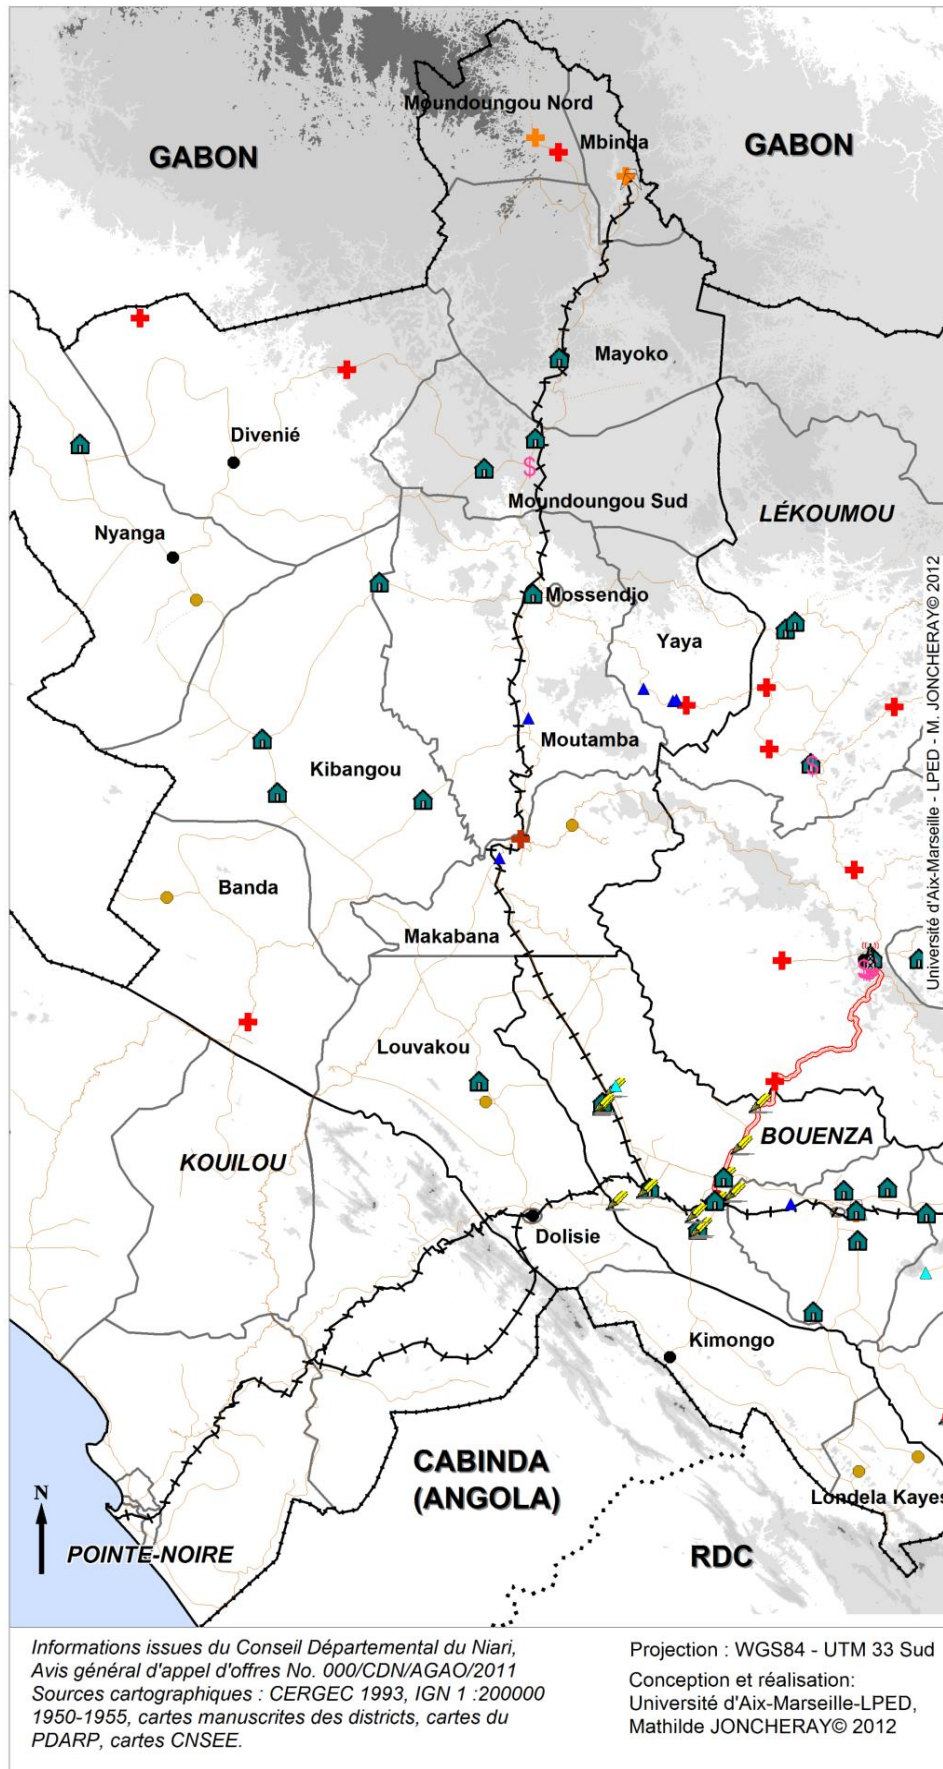 Moundoungou Nord
Mbinda
GABON
GABON
Mayoko
Divenié
Moundoungou Sud
LÉKOUMOU
Nyanga
Mossendjo
Yaya
Moutamba
Kibangou
Banda
Makabana
Louvakou
KOUILOU
BOUENZA
Dolisie
Kimongo
CABINDA
(ANGOLA)
Londela Kayes
N
POINTE-NOIRE
RDC
Université d'Aix-Marseille - LPED - M. JONCHERAY© 2012
Informations issues du Conseil Départemental du Niari,
Avis général d'appel d'offres No. 000/CDN/AGAO/2011
Sources cartographiques : CERGEC 1993, IGN 1 :200000
1950-1955, cartes manuscrites des districts, cartes du
PDARP, cartes CNSEE.
Projection : WGS84 - UTM 33 Sud
Conception et réalisation:
Université d'Aix-Marseille-LPED,
Mathilde JONCHERAY© 2012